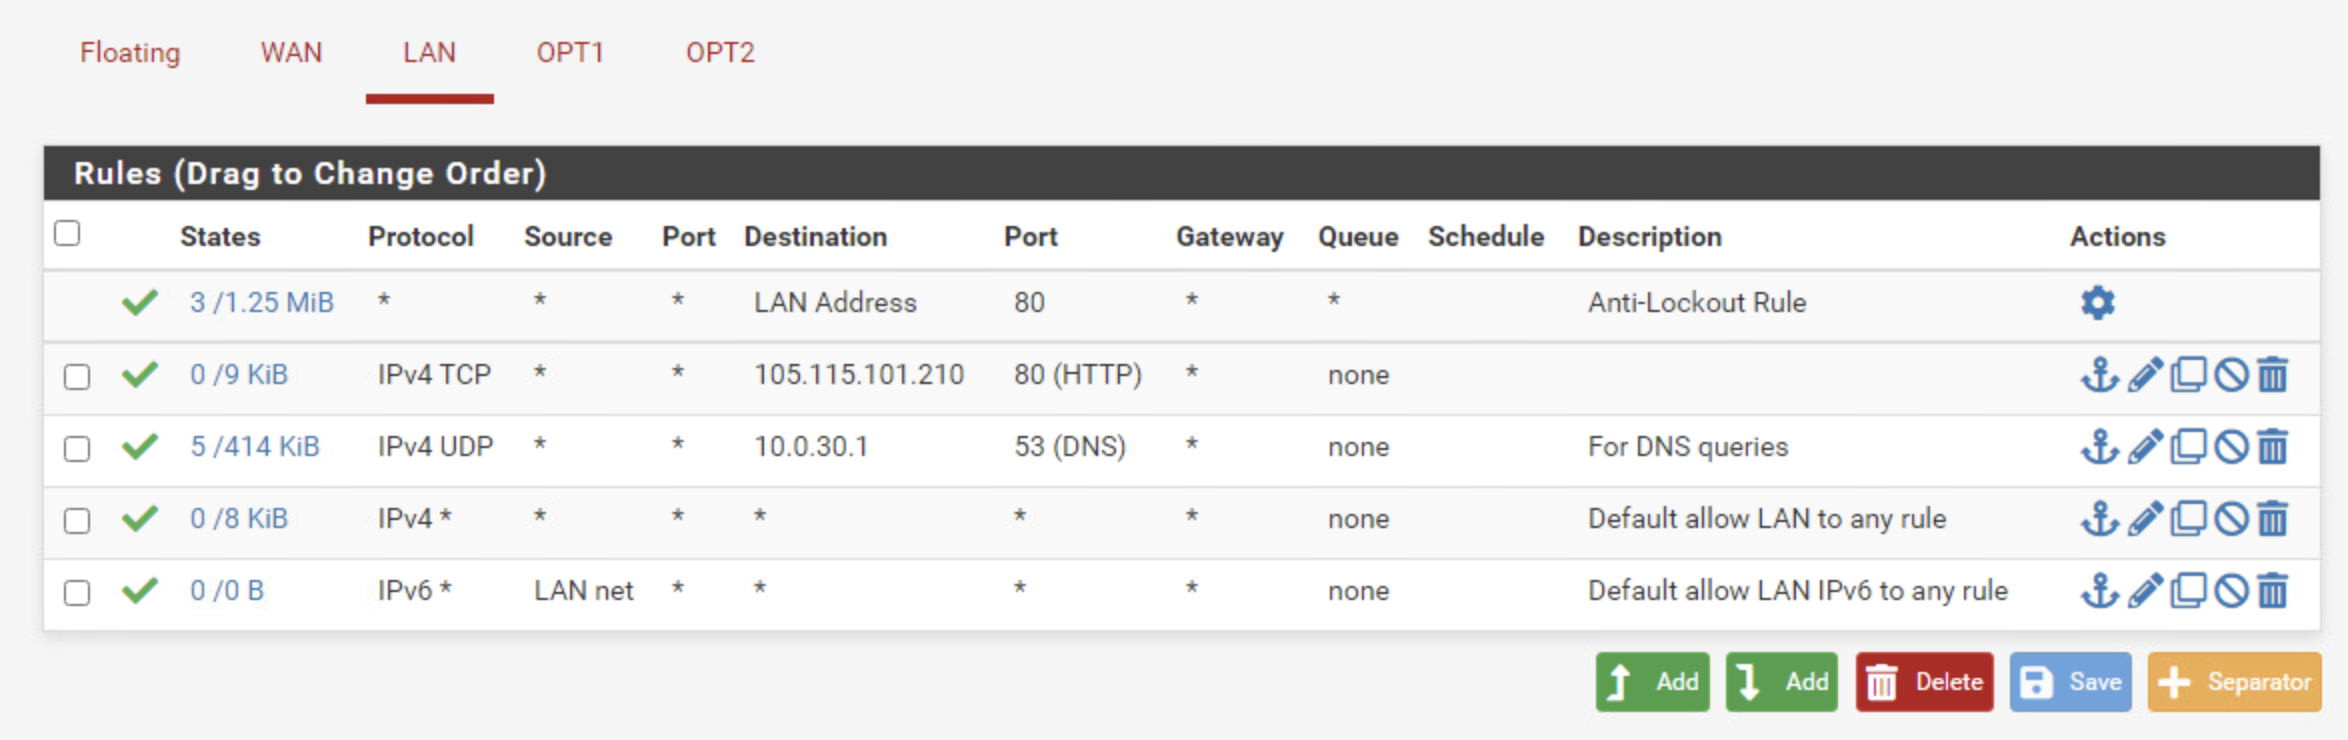 Floating WAN LAN OPT1 OPT2
Rules (Drag to Change Order)
States Protocol Source Port Destination Port Gateway Queue Schedule Description Actions
3 /1.25 MiB * * * LAN Address 80 * * Anti-Lockout Rule
0 /9 KiB IPv4 TCP * * 105.115.101.210 80 (HTTP) * none
5 /414 KiB IPv4 UDP * * 10.0.30.1 53 (DNS) * none For DNS queries
0 /8 KiB IPv4 * * * * * * none Default allow LAN to any rule
0 /0 B IPv6 * LAN net * * * * none Default allow LAN IPv6 to any rule
Add Add Delete Save Separator